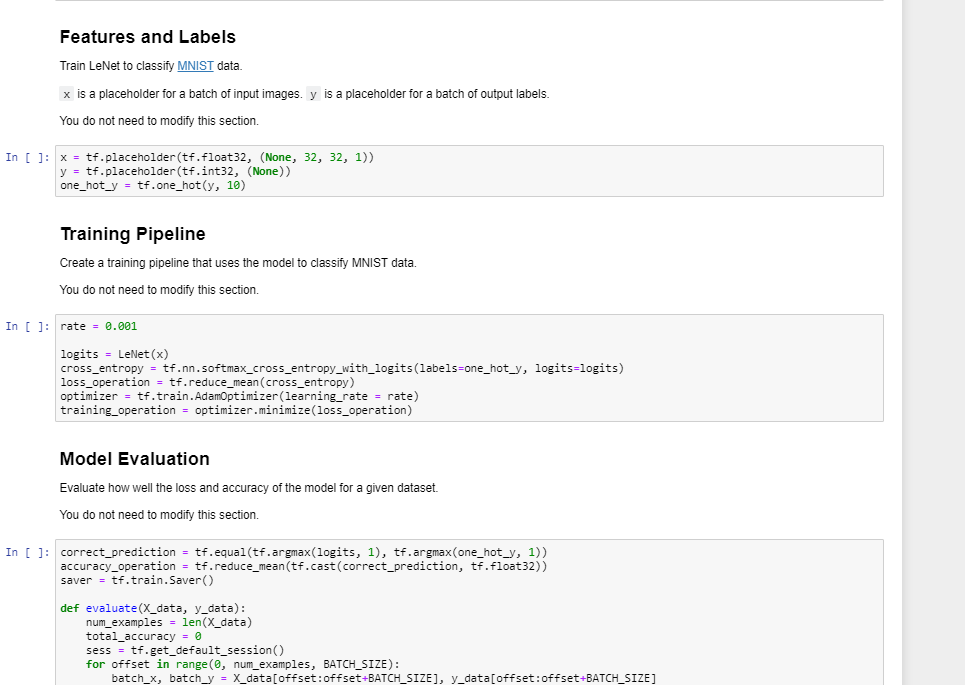 Features and Labels
Train LeNet to classify MNIST data.
x is a placeholder for a batch of input images. y is a placeholder for a batch of output labels.
You do not need to modify this section.
In [ ]: x = tf.placeholder(tf.float32, (None, 32, 32, 1))
y = tf.placeholder(tf.int32, (None))
one_hot_y = tf.one_hot(y, 10)
Training Pipeline
Create a training pipeline that uses the model to classify MNIST data.
You do not need to modify this section.
In [ ]: rate = 0.001
logits = LeNet(x)
cross_entropy = tf.nn.softmax_cross_entropy_with_logits(labels=one_hot_y, logits=logits)
loss_operation = tf.reduce_mean(cross_entropy)
optimizer = tf.train.AdamOptimizer(learning_rate = rate)
training_operation = optimizer.minimize(loss_operation)
Model Evaluation
Evaluate how well the loss and accuracy of the model for a given dataset.
You do not need to modify this section.
In [ ]: correct_prediction = tf.equal(tf.argmax(logits, 1), tf.argmax(one_hot_y, 1))
accuracy_operation = tf.reduce_mean(tf.cast(correct_prediction, tf.float32))
saver = tf.train.Saver()
def evaluate(X_data, y_data):
    num_examples = len(X_data)
    total_accuracy = 0
    sess = tf.get_default_session()
    for offset in range(0, num_examples, BATCH_SIZE):
        batch_x, batch_y = X_data[offset:offset+BATCH_SIZE], y_data[offset:offset+BATCH_SIZE]